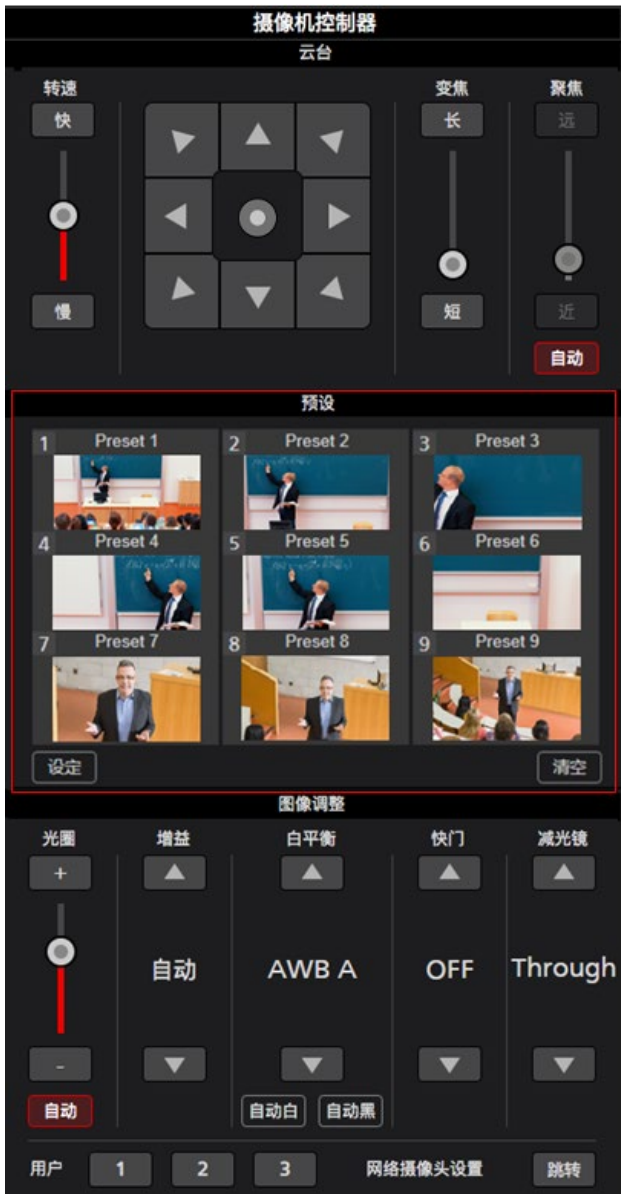 摄像机控制器
云台
转速 变焦 聚焦
快 长 远
慢 短 近
自动
预设
1 Preset 1 2 Preset 2 3 Preset 3
4 Preset 4 5 Preset 5 6 Preset 6
7 Preset 7 8 Preset 8 9 Preset 9
设定 清空
图像调整
光圈 增益 白平衡 快门 减光镜
+
自动 AWB A OFF Through
-
自动 自动白 自动黑
用户 1 2 3 网络摄像头设置 跳转